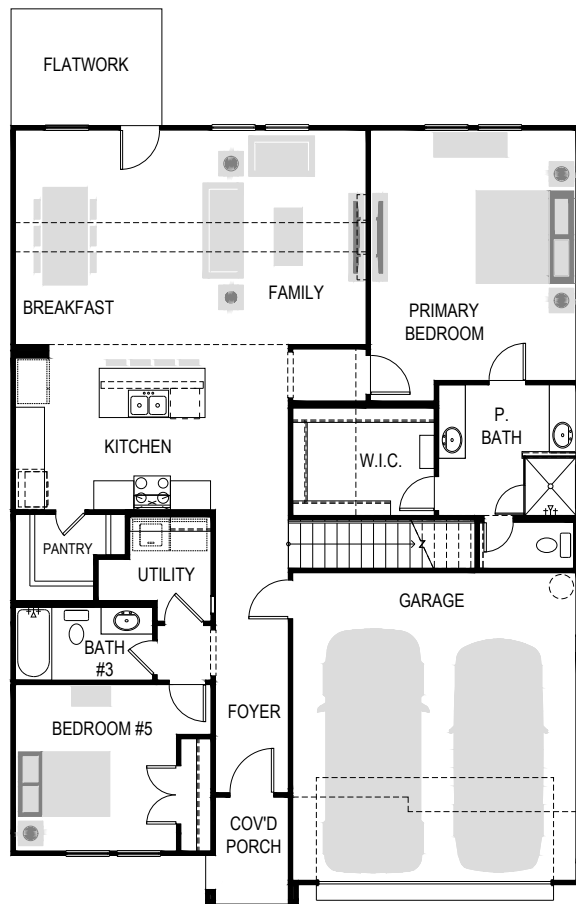 FLATWORK
BREAKFAST
FAMILY
PRIMARY
BEDROOM
KITCHEN
P.
BATH
W.I.C.
PANTRY
UTILITY
GARAGE
BATH
#3
BEDROOM #5
FOYER
COV'D
PORCH